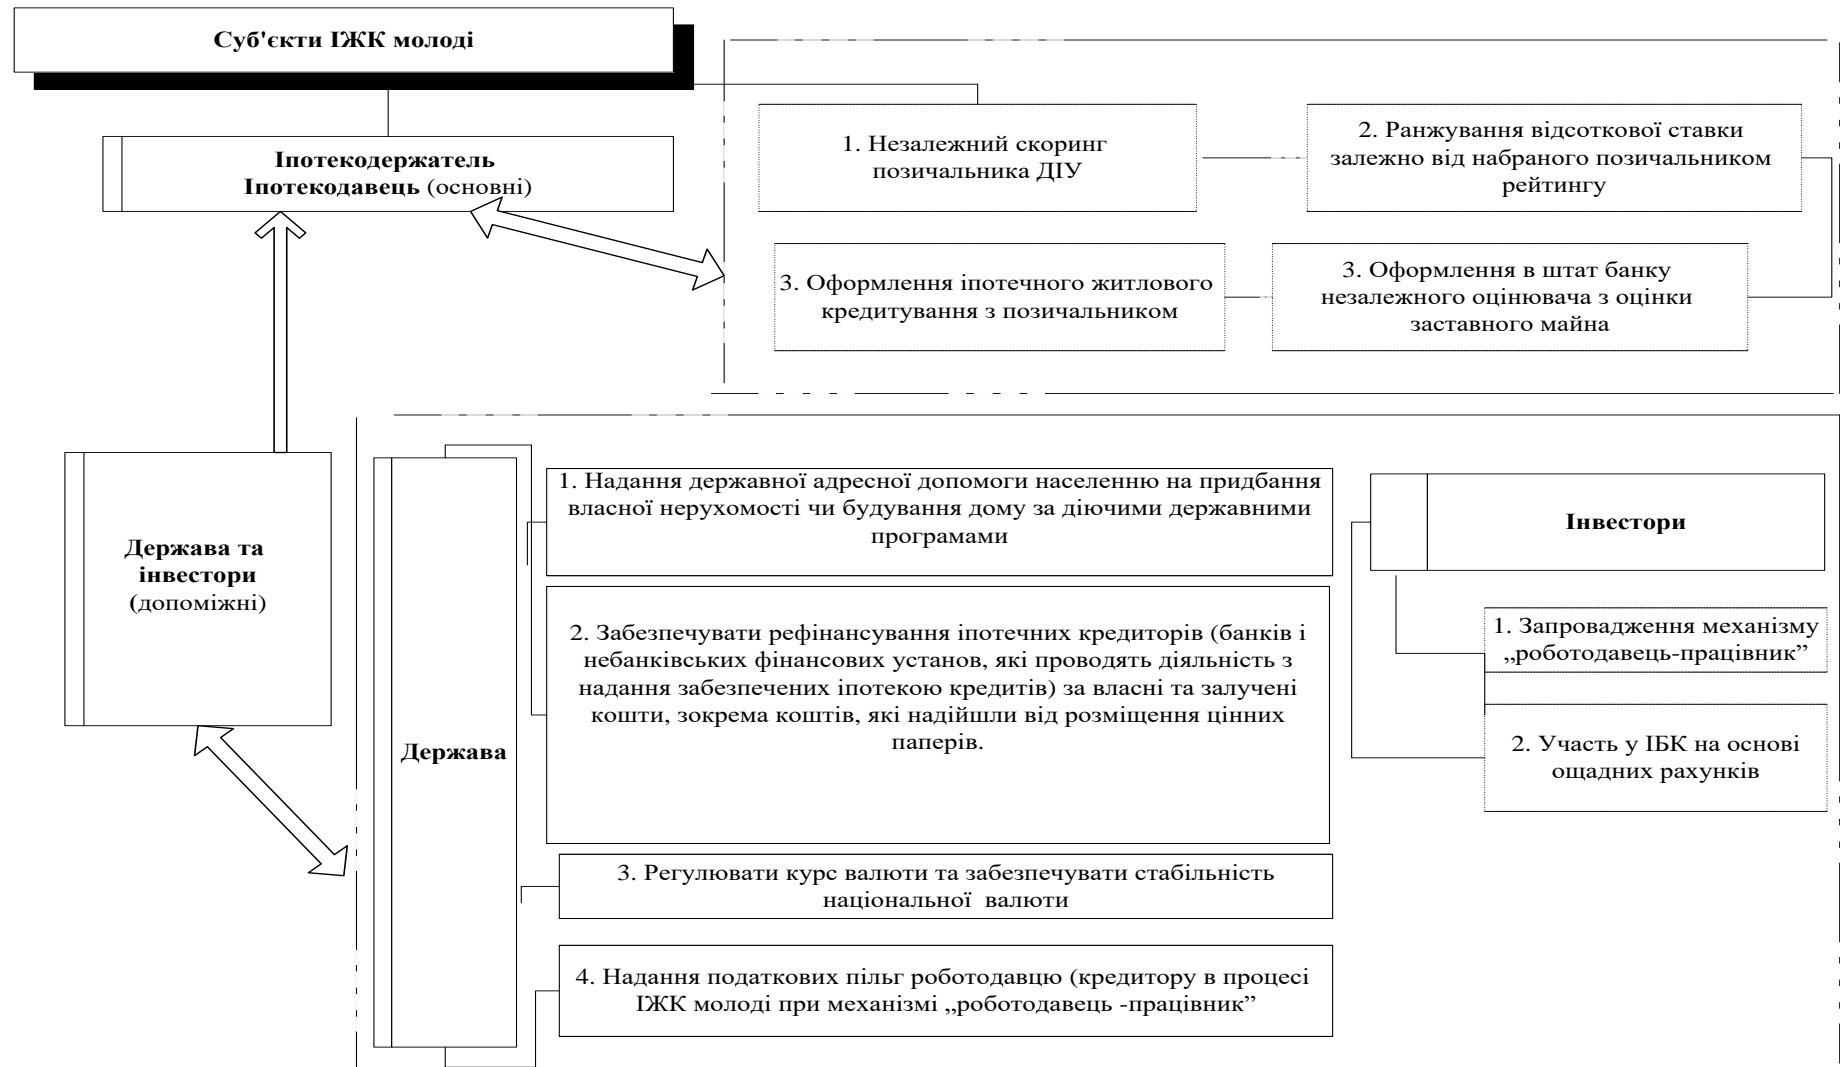 Суб'єкти ІЖК молоді
Іпотекодержатель
Іпотекодавець (основні)
1. Незалежний скоринг
позичальника ДІУ
2. Ранжування відсоткової ставки
залежно від набраного позичальником
рейтингу
3. Оформлення іпотечного житлового
кредитування з позичальником
3. Оформлення в штат банку
незалежного оцінювача з оцінки
заставного майна
Держава та
інвестори
(допоміжні)
Держава
1. Надання державної адресної допомоги населенню на придбання
власної нерухомості чи будування дому за діючими державними
програмами
2. Забезпечувати рефінансування іпотечних кредиторів (банків і
небанківських фінансових установ, які проводять діяльність з
надання забезпечених іпотекою кредитів) за власні та залучені
кошти, зокрема коштів, які надійшли від розміщення цінних
паперів.
3. Регулювати курс валюти та забезпечувати стабільність
національної валюти
4. Надання податкових пільг роботодавцю (кредитору в процесі
ІЖК молоді при механізмі „роботодавець -працівник”
Інвестори
1. Запровадження механізму
„роботодавець-працівник”
2. Участь у ІБК на основі
ощадних рахунків